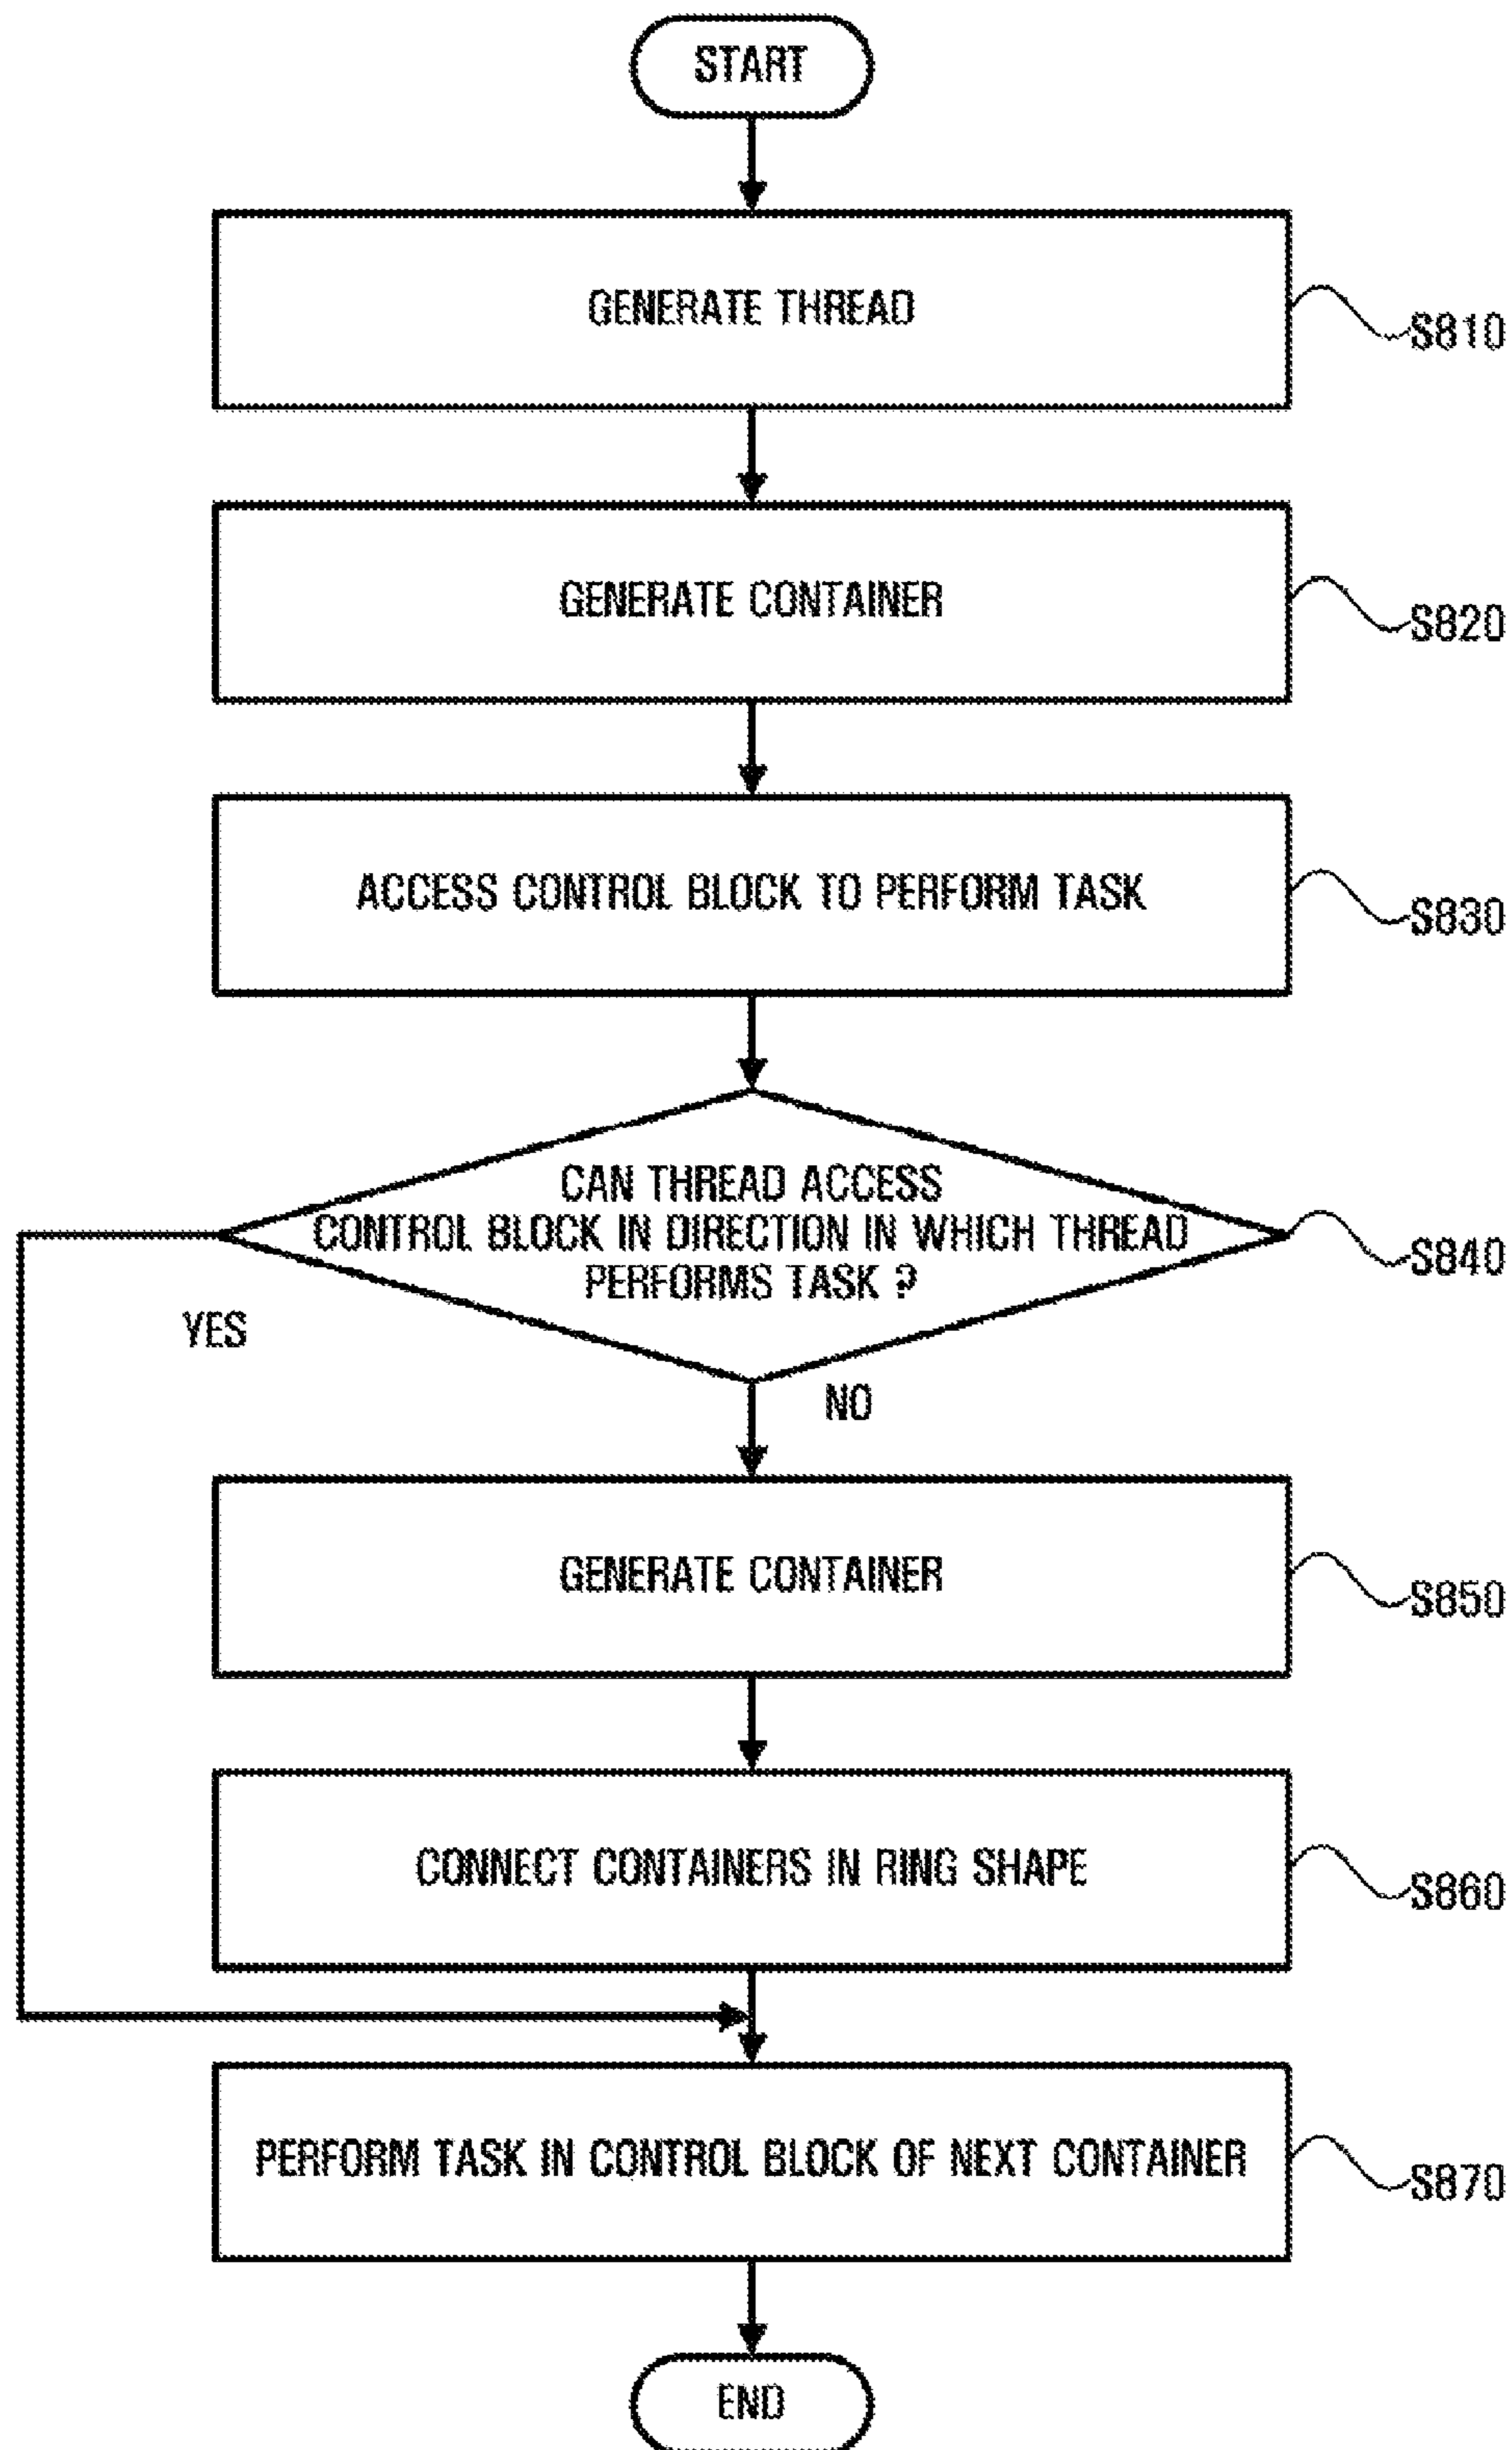 START
GENERATE THREAD
S810
GENERATE CONTAINER
S820
ACCESS CONTROL BLOCK TO PERFORM TASK
S830
CAN THREAD ACCESS
CONTROL BLOCK IN DIRECTION IN WHICH THREAD
PERFORMS TASK ?
S840
YES
NO
GENERATE CONTAINER
S850
CONNECT CONTAINERS IN RING SHAPE
S860
PERFORM TASK IN CONTROL BLOCK OF NEXT CONTAINER
S870
END